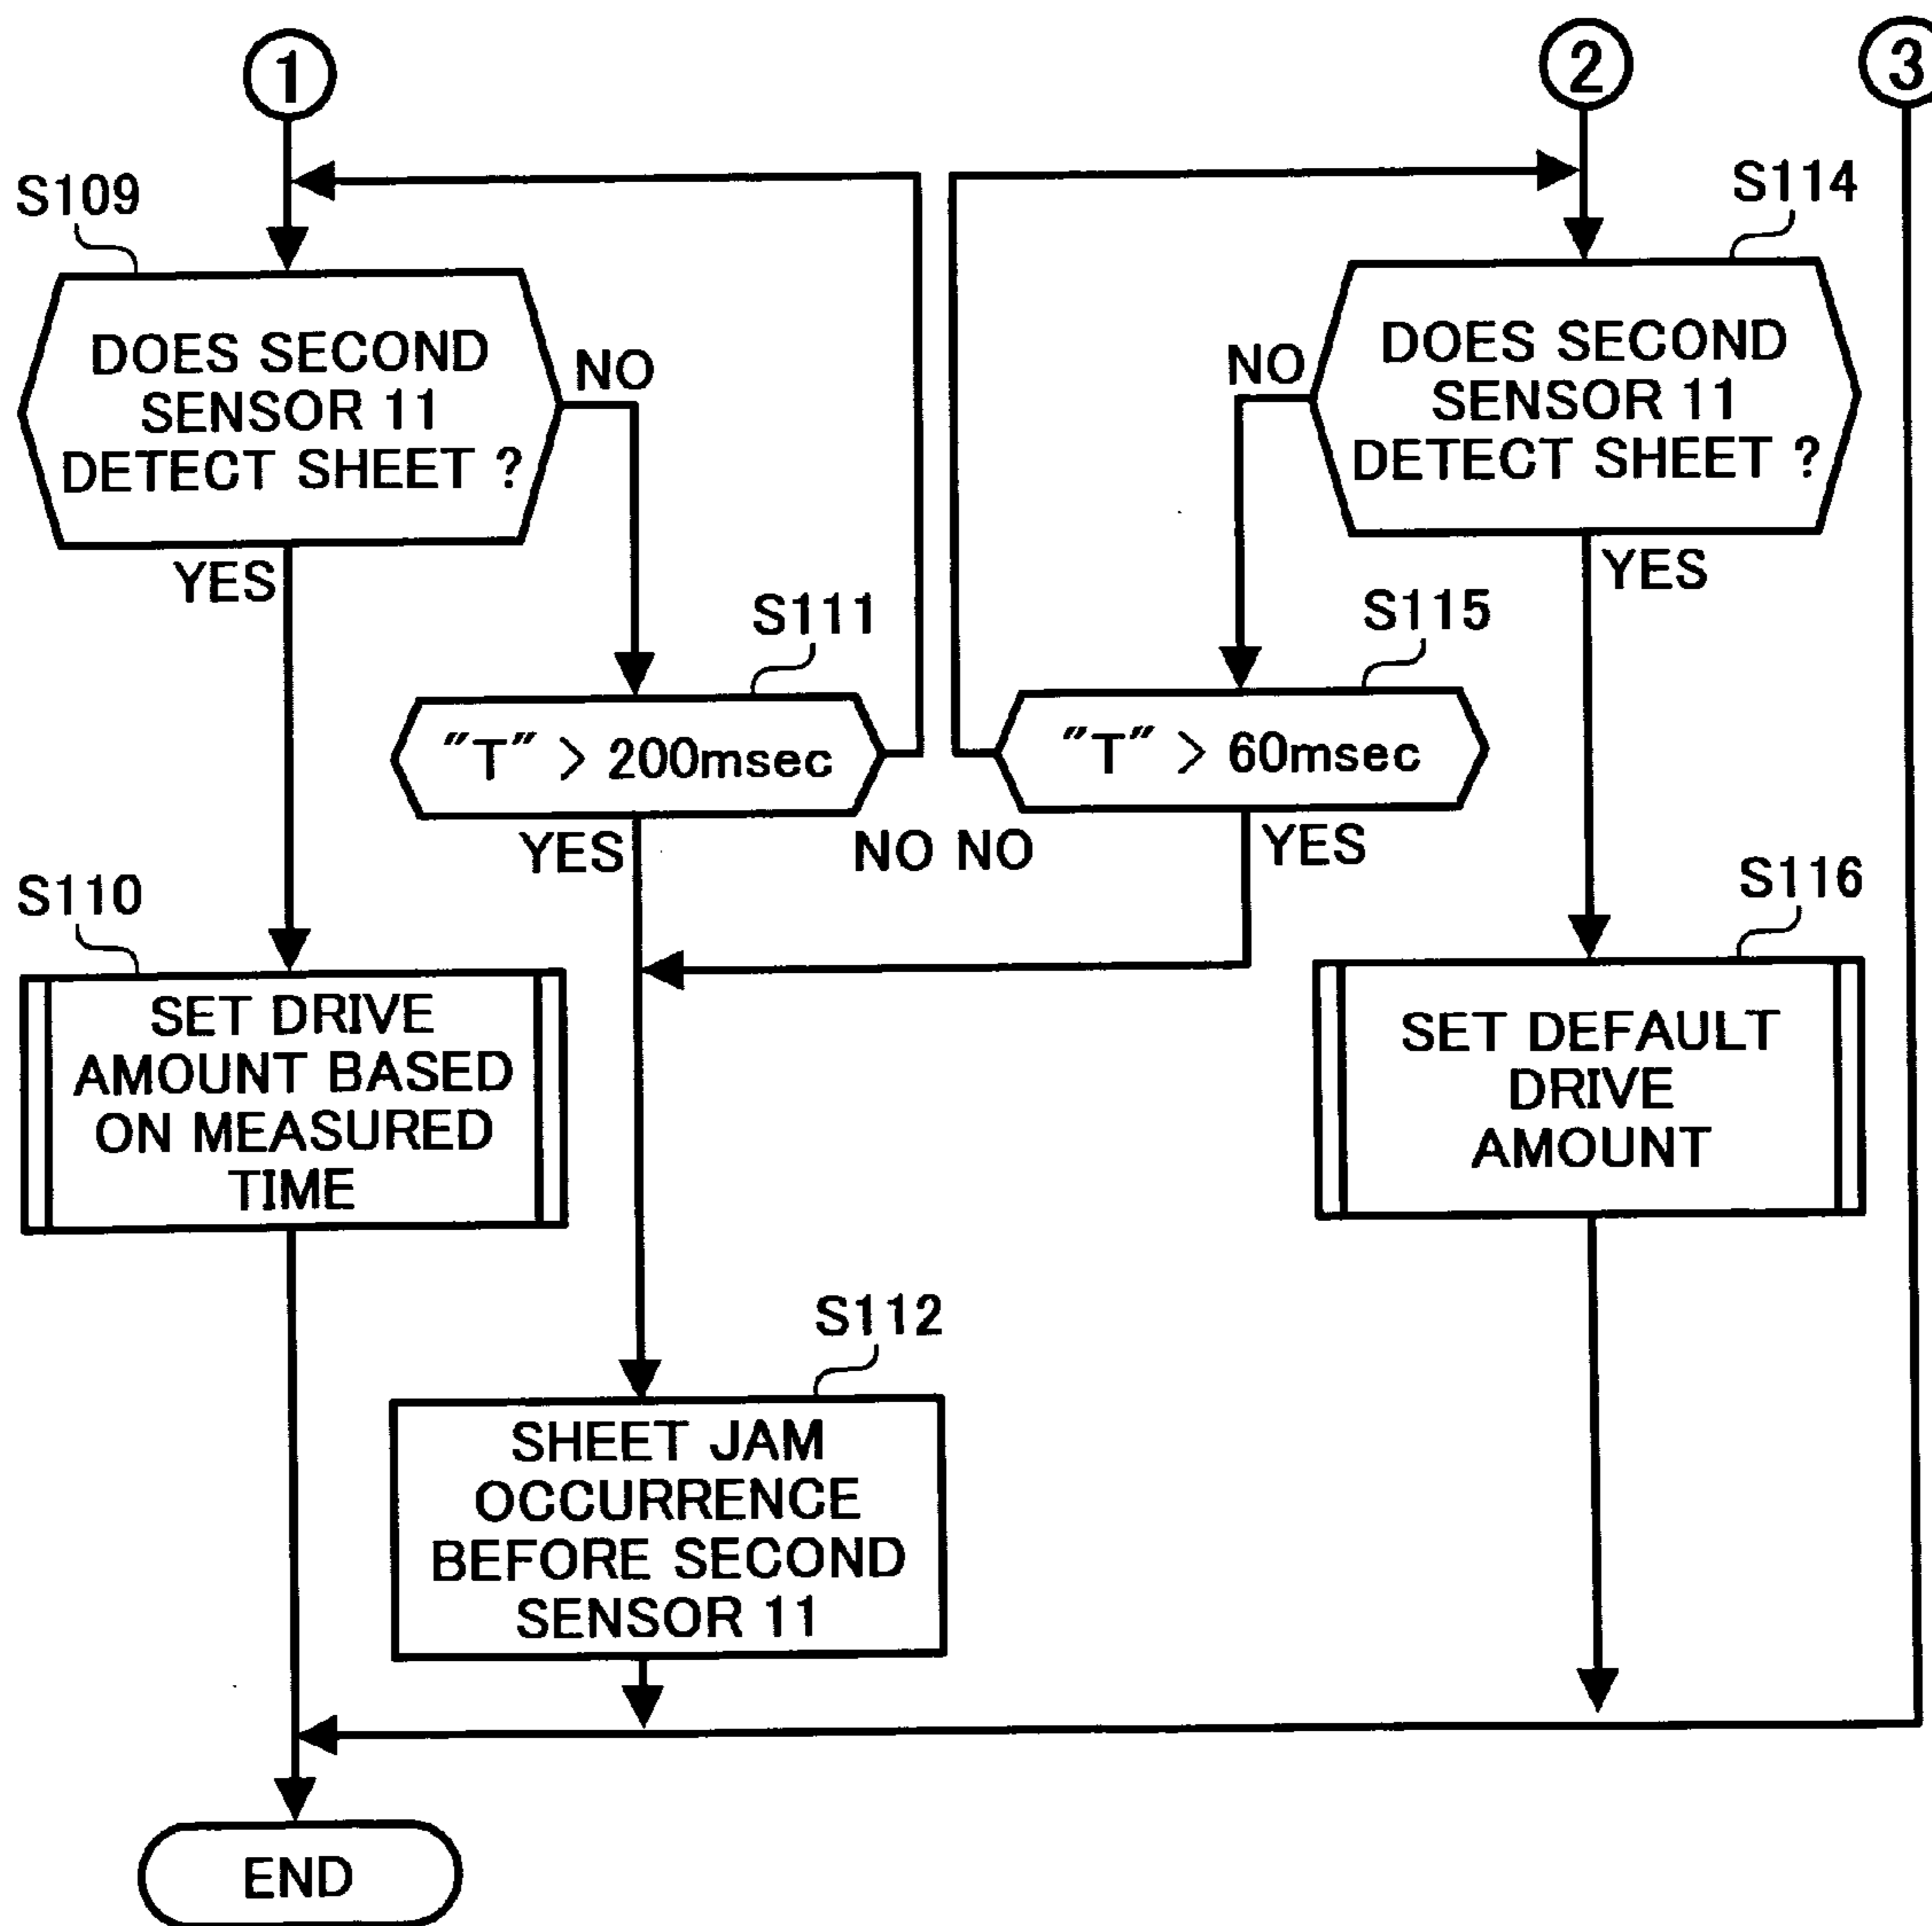 1
2
3
S109
DOES SECOND
SENSOR 11
DETECT SHEET ?
NO
YES
S114
DOES SECOND
SENSOR 11
DETECT SHEET ?
NO
YES
S111
"T" > 200msec
YES
NO
S115
"T" > 60msec
NO
YES
S110
SET DRIVE
AMOUNT BASED
ON MEASURED
TIME
S116
SET DEFAULT
DRIVE
AMOUNT
S112
SHEET JAM
OCCURRENCE
BEFORE SECOND
SENSOR 11
END